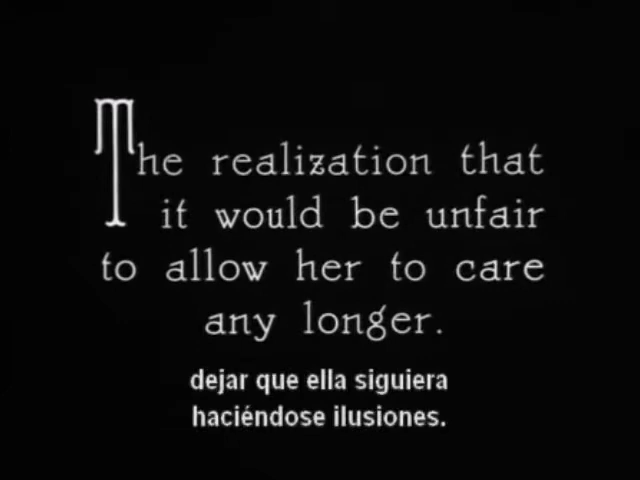 The realization that
it would be unfair
to allow her to care
any longer.
dejar que ella siguiera
haciéndose ilusiones.